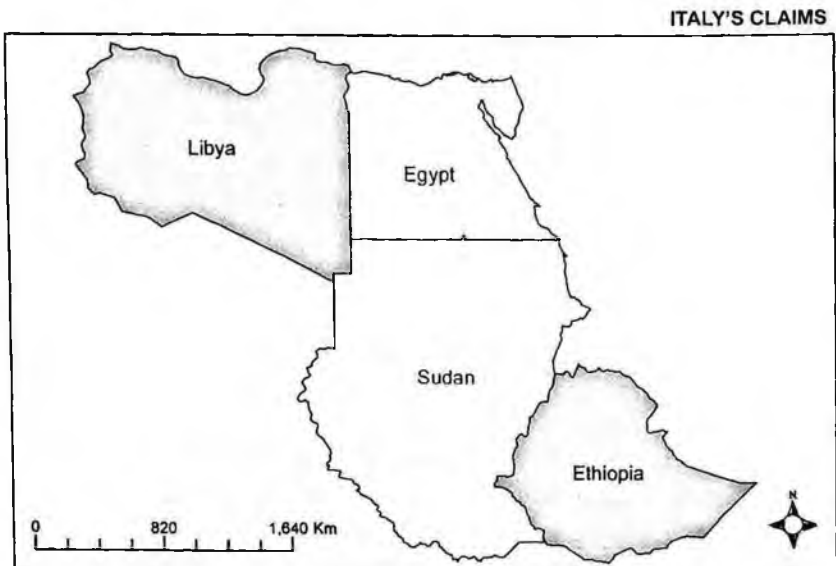 ITALY'S CLAIMS
Libya
Egypt
Sudan
Ethiopia
0 820 1,640 Km
N